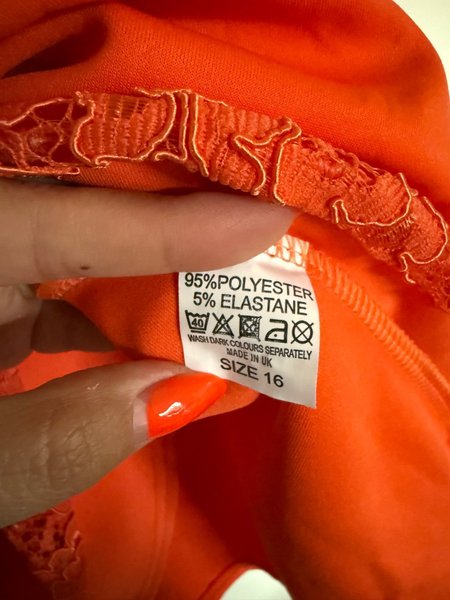 95%POLYESTER
5% ELASTANE
40
WASH DARK COLOURS SEPARATELY
MADE IN UK
SIZE 16